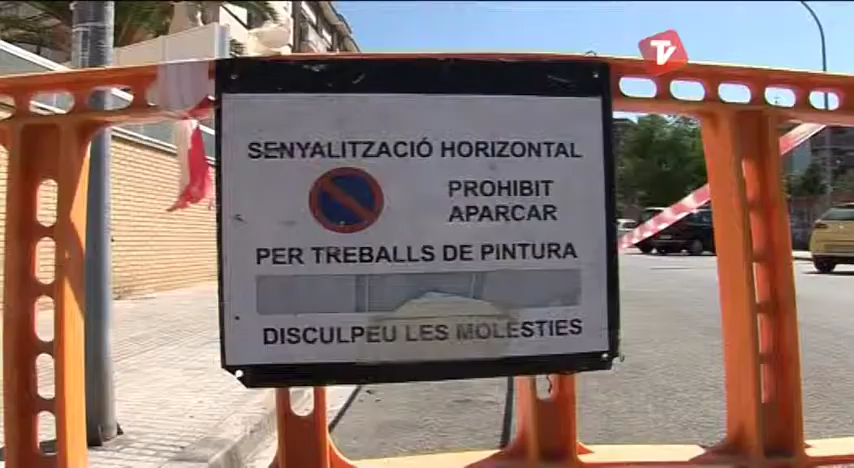 TV
SENYALITZACIÓ HORIZONTAL
PROHIBIT
APARCAR
PER TREBALLS DE PINTURA
DISCULPEU LES MOLESTIES